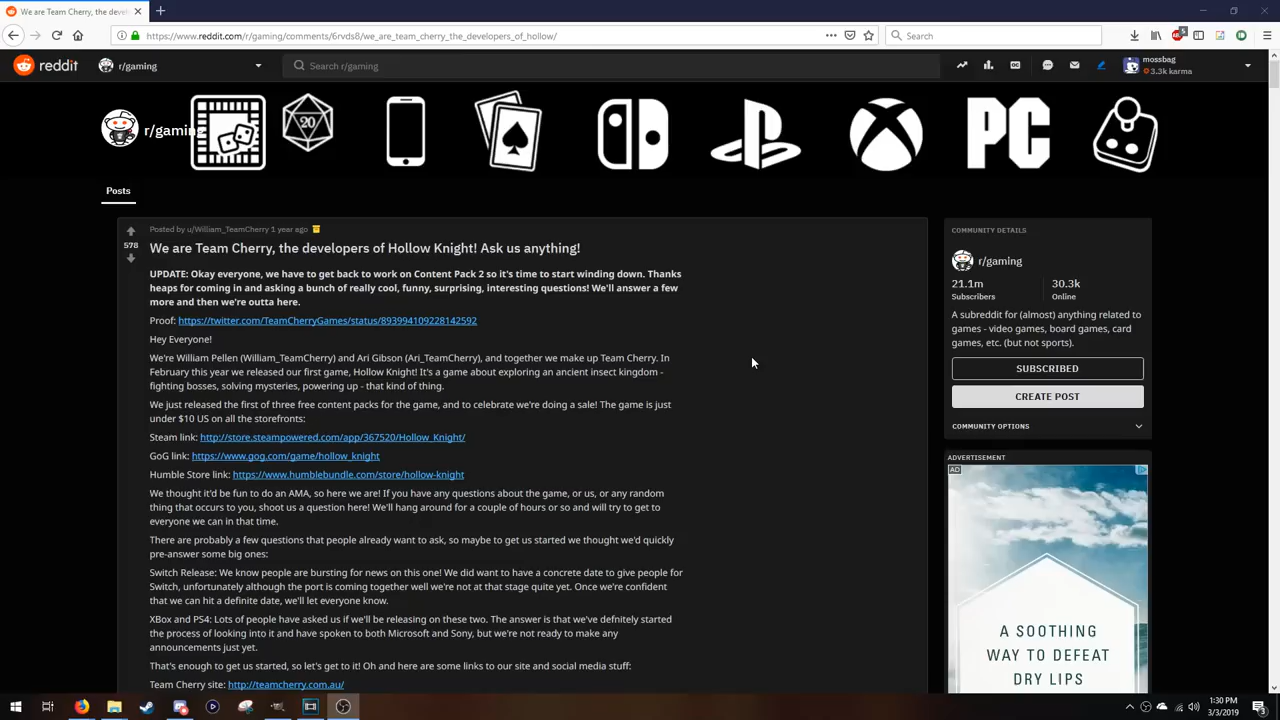 We are Team Cherry, the deve
https://www.reddit.com/r/gaming/comments/6rvds8/we_are_team_cherry_the_developers_of_hollow/
Search
reddit
r/gaming
Search r/gaming
mossbag
3.3k karma
r/gaming
PC
Posts
Posted by u/William_TeamCherry 1 year ago
578
We are Team Cherry, the developers of Hollow Knight! Ask us anything!
UPDATE: Okay everyone, we have to get back to work on Content Pack 2 so it's time to start winding down. Thanks
heaps for coming in and asking a bunch of really cool, funny, surprising, interesting questions! We'll answer a few
more and then we're outta here.
Proof: https://twitter.com/TeamCherryGames/status/893994109228142592
Hey Everyone!
We're William Pellen (William_TeamCherry) and Ari Gibson (Ari_TeamCherry), and together we make up Team Cherry. In
February this year we released our first game, Hollow Knight! It's a game about exploring an ancient insect kingdom -
fighting bosses, solving mysteries, powering up - that kind of thing.
We just released the first of three free content packs for the game, and to celebrate we're doing a sale! The game is just
under $10 US on all the storefronts:
Steam link: http://store.steampowered.com/app/367520/Hollow_Knight/
GoG link: https://www.gog.com/game/hollow_knight
Humble Store link: https://www.humblebundle.com/store/hollow-knight
We thought it'd be fun to do an AMA, so here we are! If you have any questions about the game, or us, or any random
thing that occurs to you, shoot us a question here! We'll hang around for a couple of hours or so and will try to get to
everyone we can in that time.
There are probably a few questions that people already want to ask, so maybe to get us started we thought we'd quickly
pre-answer some big ones:
Switch Release: We know people are bursting for news on this one! We did want to have a concrete date to give people for
Switch, unfortunately although the port is coming together well we're not at that stage quite yet. Once we're confident
that we can hit a definite date, we'll let everyone know.
XBox and PS4: Lots of people have asked us if we'll be releasing on these two. The answer is that we've defnitely started
the process of looking into it and have spoken to both Microsoft and Sony, but we're not ready to make any
announcements just yet.
That's enough to get us started, so let's get to it! Oh and here are some links to our site and social media stuff:
Team Cherry site: http://teamcherry.com.au/
COMMUNITY DETAILS
r/gaming
21.1m
30.3k
Subscribers
Online
A subreddit for (almost) anything related to
games - video games, board games, card
games, etc. (but not sports).
SUBSCRIBED
CREATE POST
COMMUNITY OPTIONS
ADVERTISEMENT
AD
A SOOTHING
WAY TO DEFEAT
DRY LIPS
1:30 PM
3/3/2019